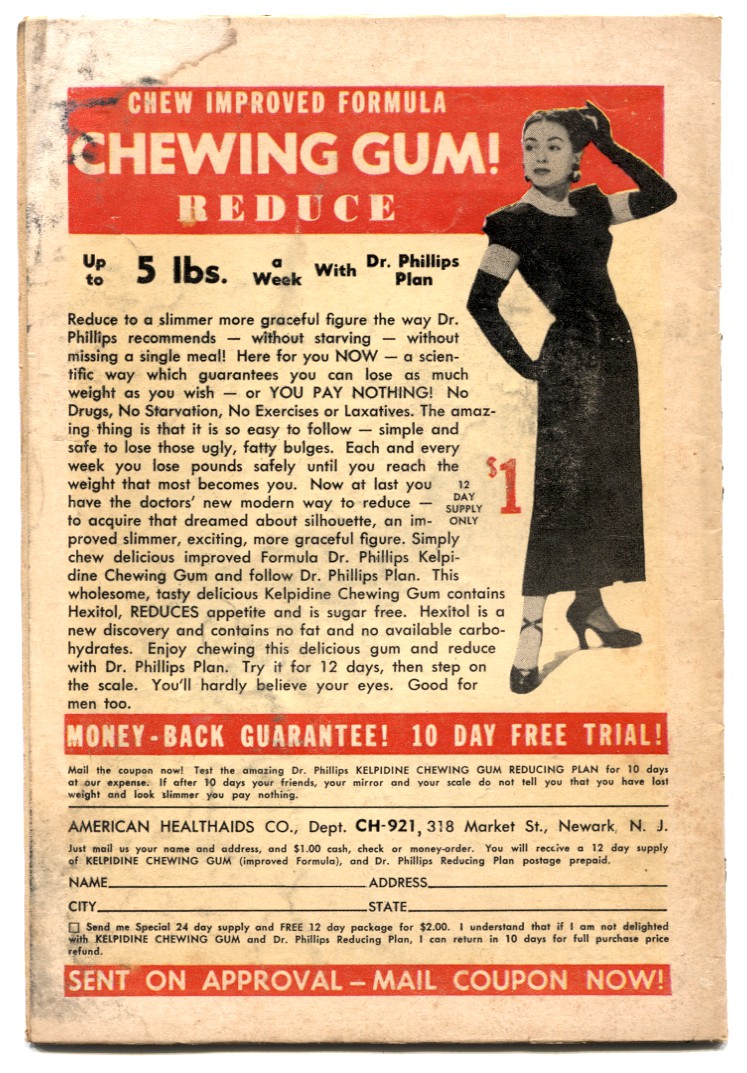 CHEW IMPROVED FORMULA
CHEWING GUM!
REDUCE
Up to 5 lbs. a Week With Dr. Phillips Plan
Reduce to a slimmer more graceful figure the way Dr.
Phillips recommends — without starving — without
missing a single meal! Here for you NOW — a scien-
tific way which guarantees you can lose as much
weight as you wish — or YOU PAY NOTHING! No
Drugs, No Starvation, No Exercises or Laxatives. The amaz-
ing thing is that it is so easy to follow — simple and
safe to lose those ugly, fatty bulges. Each and every
week you lose pounds safely until you reach the
weight that most becomes you. Now at last you
have the doctors' new modern way to reduce —
to acquire that dreamed about silhouette, an im-
proved slimmer, exciting, more graceful figure. Simply
chew delicious improved Formula Dr. Phillips Kelpi-
dine Chewing Gum and follow Dr. Phillips Plan. This
wholesome, tasty delicious Kelpidine Chewing Gum contains
Hexitol, REDUCES appetite and is sugar free. Hexitol is a
new discovery and contains no fat and no available carbo-
hydrates. Enjoy chewing this delicious gum and reduce
with Dr. Phillips Plan. Try it for 12 days, then step on
the scale. You'll hardly believe your eyes. Good for
men too.
12
DAY
SUPPLY
ONLY
$1
MONEY-BACK GUARANTEE! 10 DAY FREE TRIAL!
Mail the coupon now! Test the amazing Dr. Phillips KELPIDINE CHEWING GUM REDUCING PLAN for 10 days
at our expense. If after 10 days your friends, your mirror and your scale do not tell you that you have lost
weight and look slimmer you pay nothing.
AMERICAN HEALTHAIDS CO., Dept. CH-921, 318 Market St., Newark, N. J.
Just mail us your name and address, and $1.00 cash, check or money-order. You will receive a 12 day supply
of KELPIDINE CHEWING GUM (improved Formula), and Dr. Phillips Reducing Plan postage prepaid.
NAME ADDRESS
CITY STATE
Send me Special 24 day supply and FREE 12 day package for $2.00. I understand that if I am not delighted
with KELPIDINE CHEWING GUM and Dr. Phillips Reducing Plan, I can return in 10 days for full purchase price
refund.
SENT ON APPROVAL — MAIL COUPON NOW!